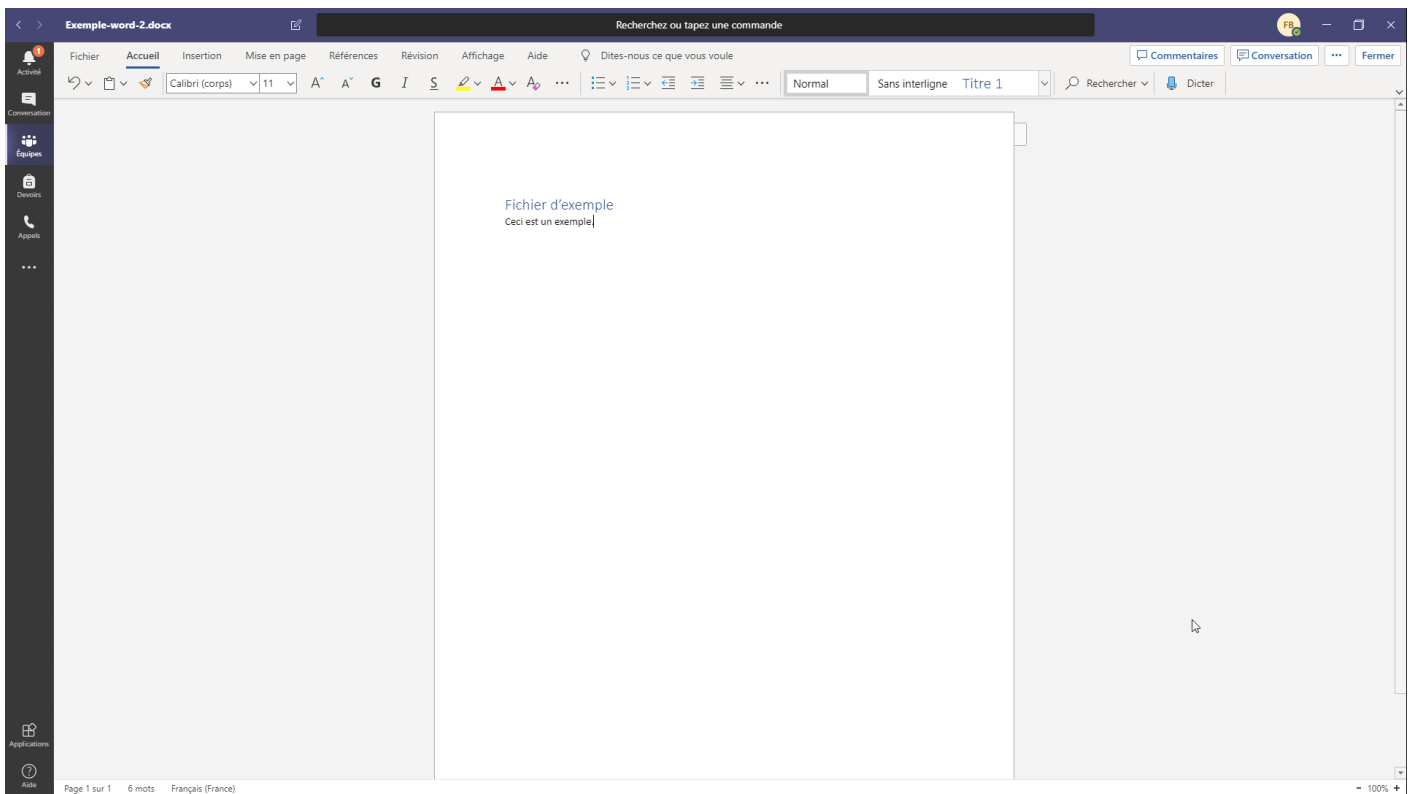 Exemple-word-2.docx
Recherchez ou tapez une commande
FB
1
Activité
Conversation
Équipes
Devoirs
Appels
Applications
Aide
Fichier Accueil Insertion Mise en page Références Révision Affichage Aide Dites-nous ce que vous voule
Commentaires Conversation Fermer
Calibri (corps) 11 A A G I S A A Normal Sans interligne Titre 1 Rechercher Dicter
Fichier d'exemple
Ceci est un exemple.
Page 1 sur 1 6 mots Français (France)
- 100% +